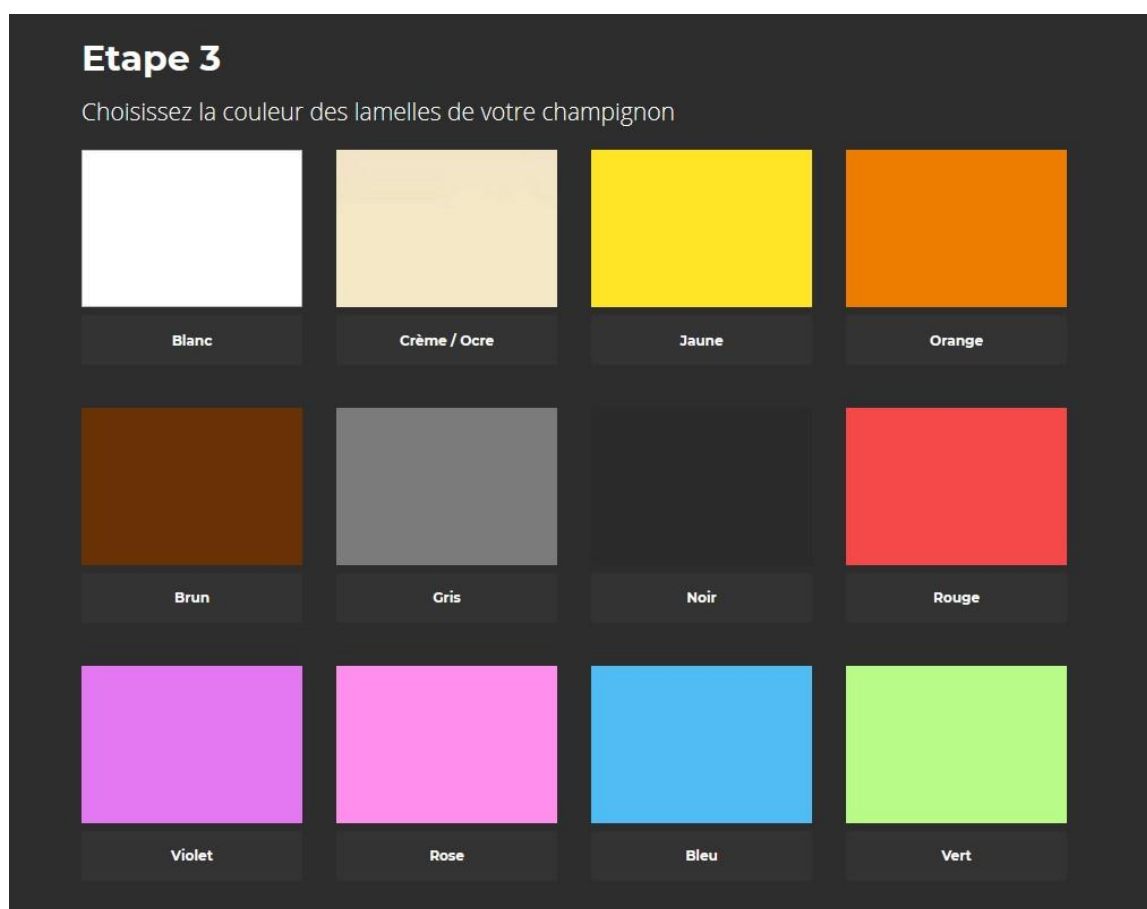 Etape 3
Choisissez la couleur des lamelles de votre champignon
Blanc
Crème / Ocre
Jaune
Orange
Brun
Gris
Noir
Rouge
Violet
Rose
Bleu
Vert